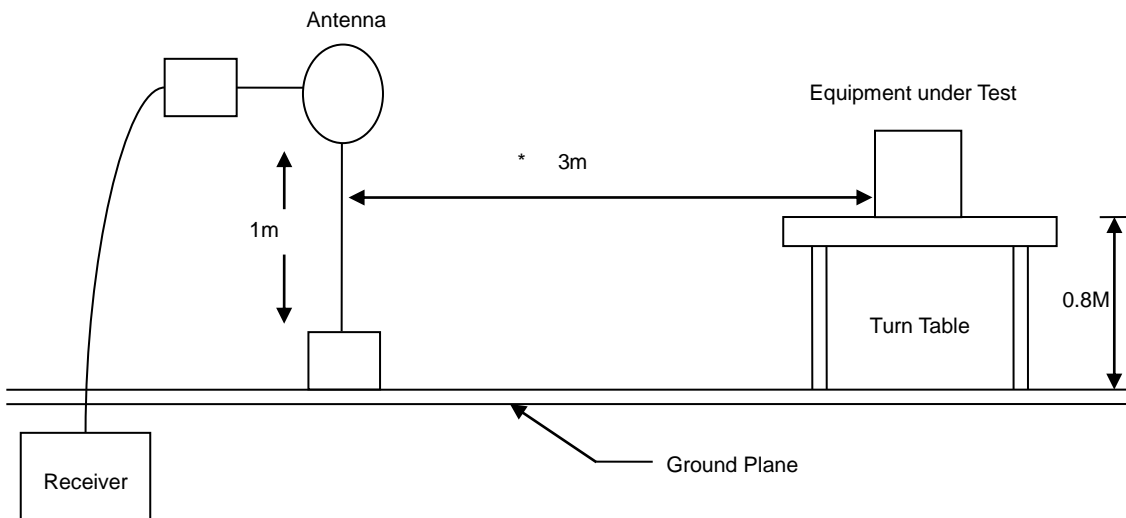 Antenna
Equipment under Test
* 3m
1m
0.8M
Turn Table
Ground Plane
Receiver